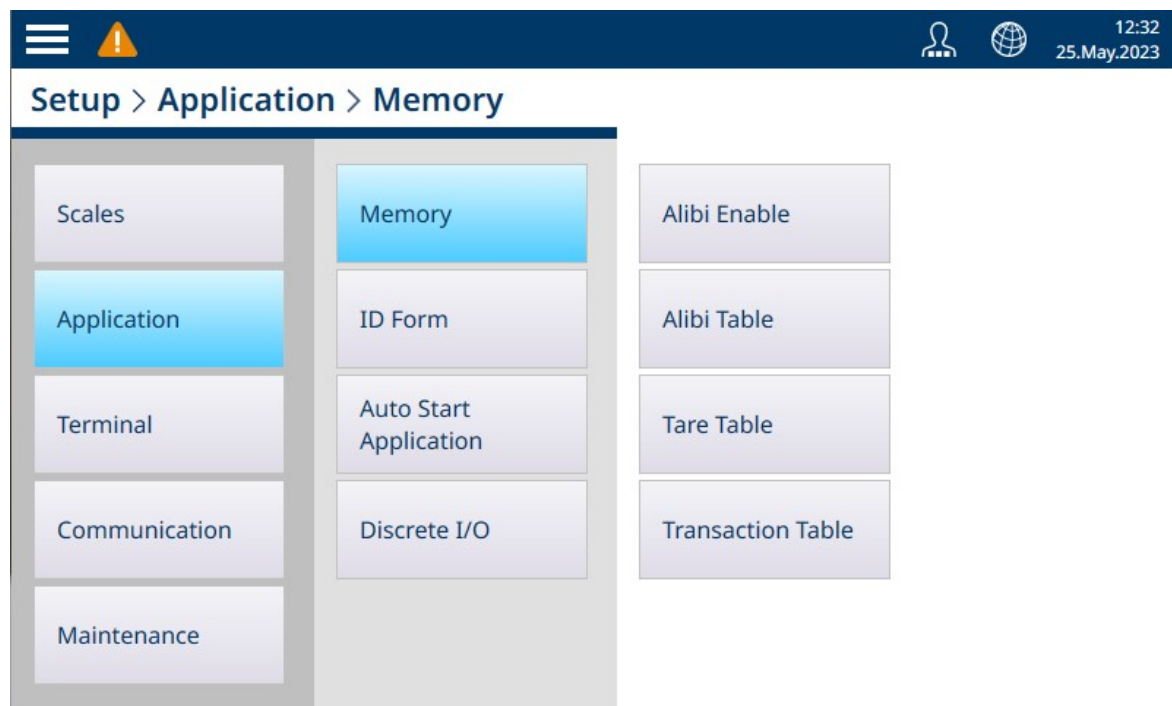 12:32
25.May.2023
Setup > Application > Memory
Scales
Application
Terminal
Communication
Maintenance
Memory
ID Form
Auto Start
Application
Discrete I/O
Alibi Enable
Alibi Table
Tare Table
Transaction Table